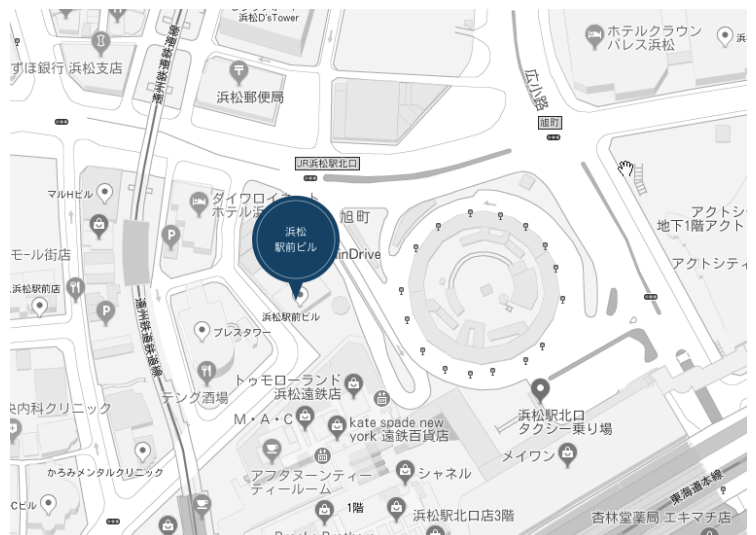 浜松D'sTower
ホテルクラウン
パレス浜松
ずほ銀行 浜松支店
遠州鉄道鉄道線
浜松郵便局
広小路
旭町
JR浜松駅北口
マルHビル
ダイワロイネット
旭町
浜松
駅前ビル
inDrive
アクトシ
地下1階アクト
アクトシティ
モール街店
浜松駅前店
浜松駅前ビル
プレスタワー
遠州鉄道鉄道線
テング酒場
トゥモローランド
浜松遠鉄店
M・A・C
kate spade new
york 遠鉄百貨店
浜松駅北口
タクシー乗り場
内科クリニック
メイワン
かろみメンタルクリニック
アフタヌーンティー
ティールーム
シャネル
東海道本線
Cビル
1階
浜松駅北口店3階
杏林堂薬局 エキマチ店